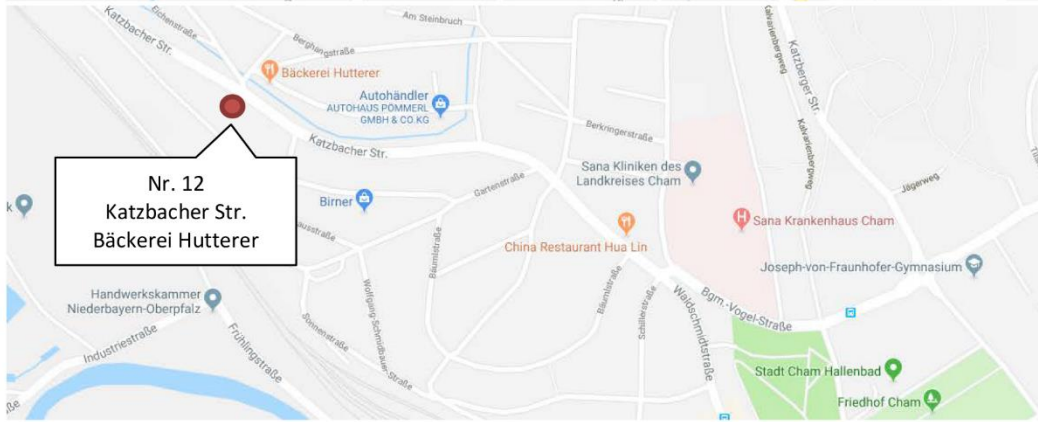 Am Steinbruch
Eichenstraße
Katzbacher Str.
Berghangstraße
Bäckerei Hutterer
Autohändler
AUTOHAUS PÖMMERL
GMBH & CO.KG
Katzbacher Str.
Nr. 12
Katzbacher Str.
Bäckerei Hutterer
Birner
Gartenstraße
Berkringerstraße
Sana Kliniken des
Landkreises Cham
Kalvarienbergweg
Katzberger Str.
Kalvarienbergweg
Jägerweg
Sana Krankenhaus Cham
China Restaurant Hua Lin
Joseph-von-Fraunhofer-Gymnasium
Handwerkskammer
Niederbayern-Oberpfalz
Industriestraße
Frühlingstraße
Sonnenstraße
Wolfgang-Schmidbauer-Straße
Bäumlstraße
Bäumlstraße
Schillerstraße
Waldschmidtstraße
Bgm.-Vogel-Straße
Stadt Cham Hallenbad
Friedhof Cham